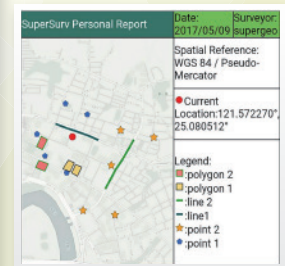 SuperSurv Personal Report
Date:
2017/05/09
Surveyor:
supergeo
Spatial Reference:
WGS 84 / Pseudo-
Mercator
Current
Location:121.572270°,
25.080512°
Legend:
:polygon 2
:polygon 1
:line 2
:line1
:point 2
:point 1